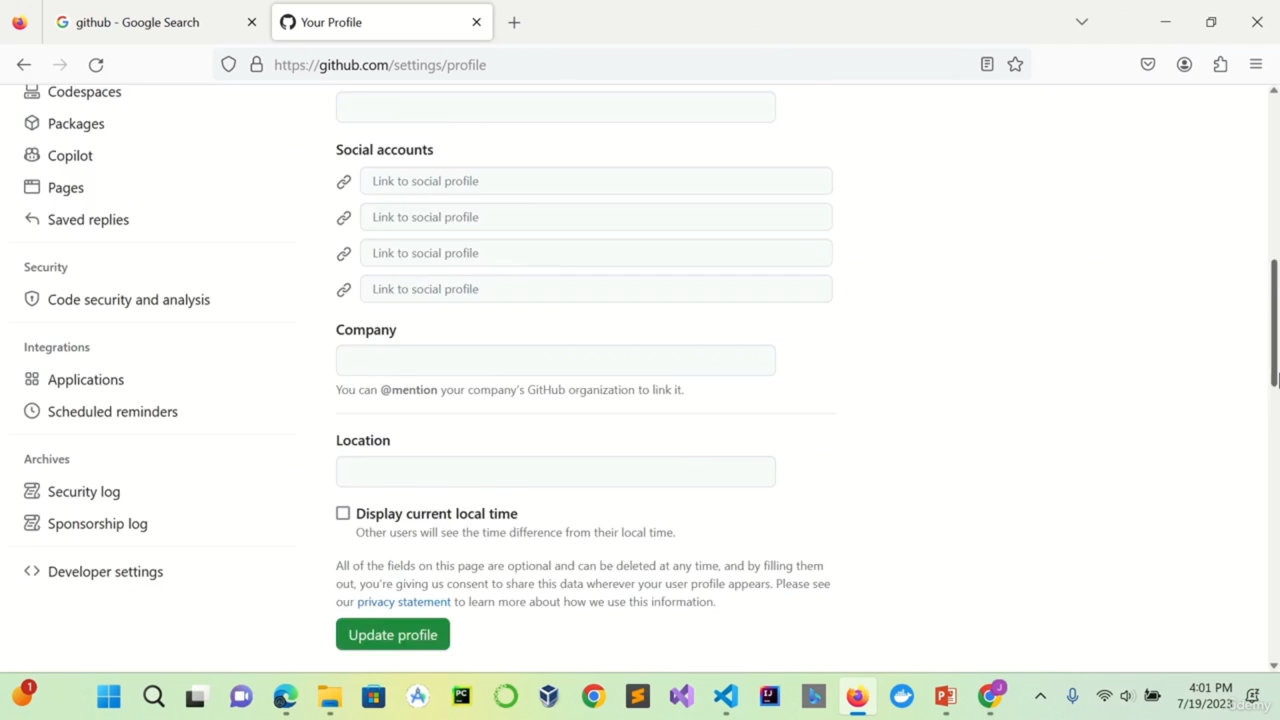 github - Google Search
Your Profile
https://github.com/settings/profile
Codespaces
Packages
Copilot
Pages
Saved replies
Security
Code security and analysis
Integrations
Applications
Scheduled reminders
Archives
Security log
Sponsorship log
Developer settings
Social accounts
Link to social profile
Link to social profile
Link to social profile
Link to social profile
Company
You can @mention your company's GitHub organization to link it.
Location
Display current local time
Other users will see the time difference from their local time.
All of the fields on this page are optional and can be deleted at any time, and by filling them
out, you're giving us consent to share this data wherever your user profile appears. Please see
our privacy statement to learn more about how we use this information.
Update profile
1
PC
J
4:01 PM
7/19/2023
Udemy